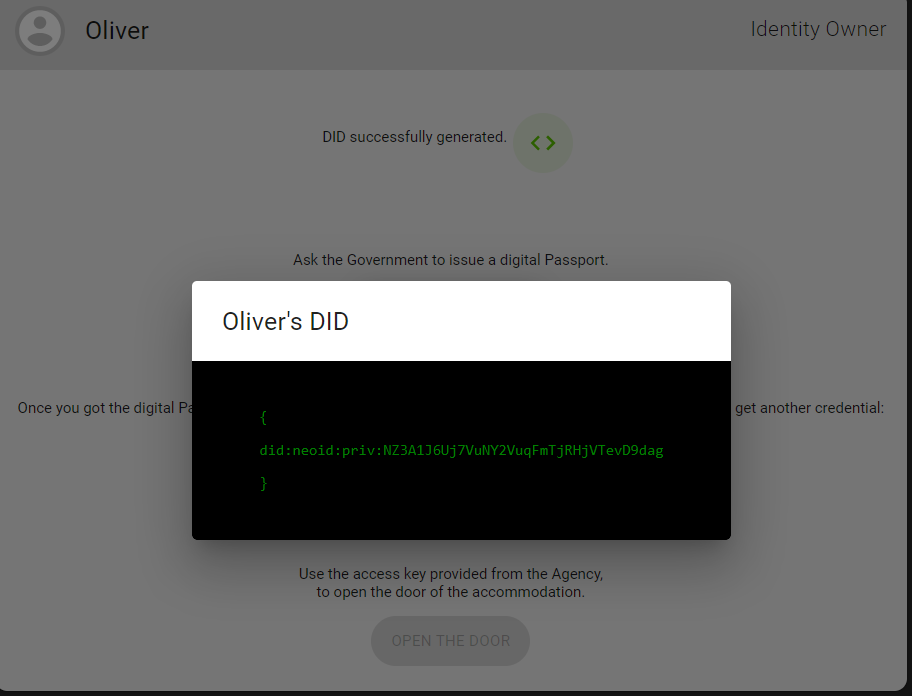 Oliver
Identity Owner
DID successfully generated.
Ask the Government to issue a digital Passport.
Oliver's DID
Once you got the digital
get another credential:
{
did:neoid:priv:NZ3A1J6Uj7VuNY2VuqFmTjRHjVTevD9dag
}
Use the access key provided from the Agency,
to open the door of the accommodation.
OPEN THE DOOR